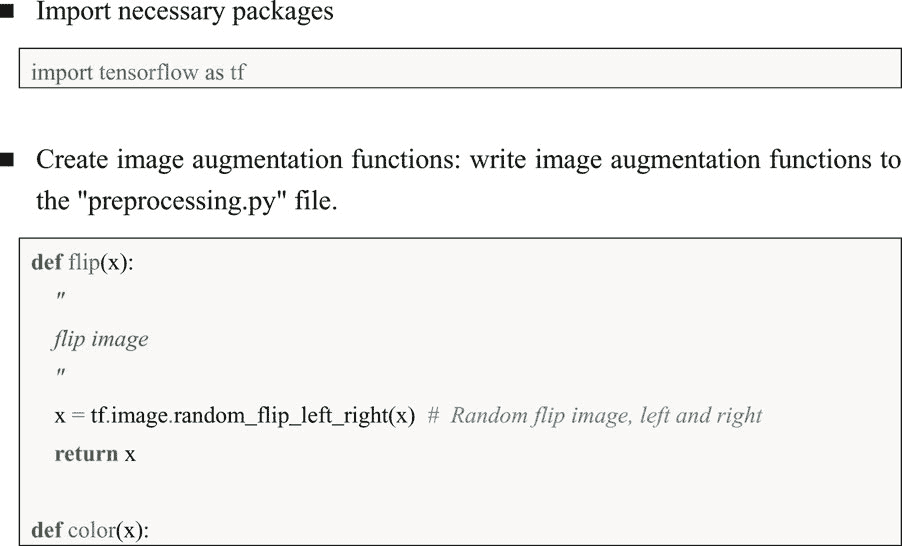 ■ Import necessary packages
import tensorflow as tf
■ Create image augmentation functions: write image augmentation functions to
the "preprocessing.py" file.
def flip(x):
"
flip image
"
x = tf.image.random_flip_left_right(x) # Random flip image, left and right
return x
def color(x):